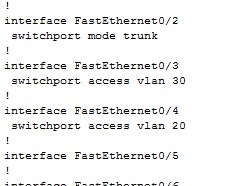 !
interface FastEthernet0/2
 switchport mode trunk
!
interface FastEthernet0/3
 switchport access vlan 30
!
interface FastEthernet0/4
 switchport access vlan 20
!
interface FastEthernet0/5
!
interface FastEthernet0/6